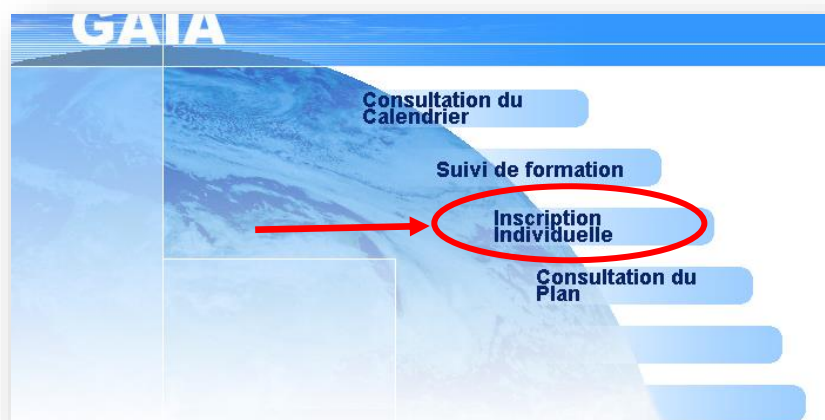 GAIA
Consultation du
Calendrier
Suivi de formation
Inscription
Individuelle
Consultation du
Plan